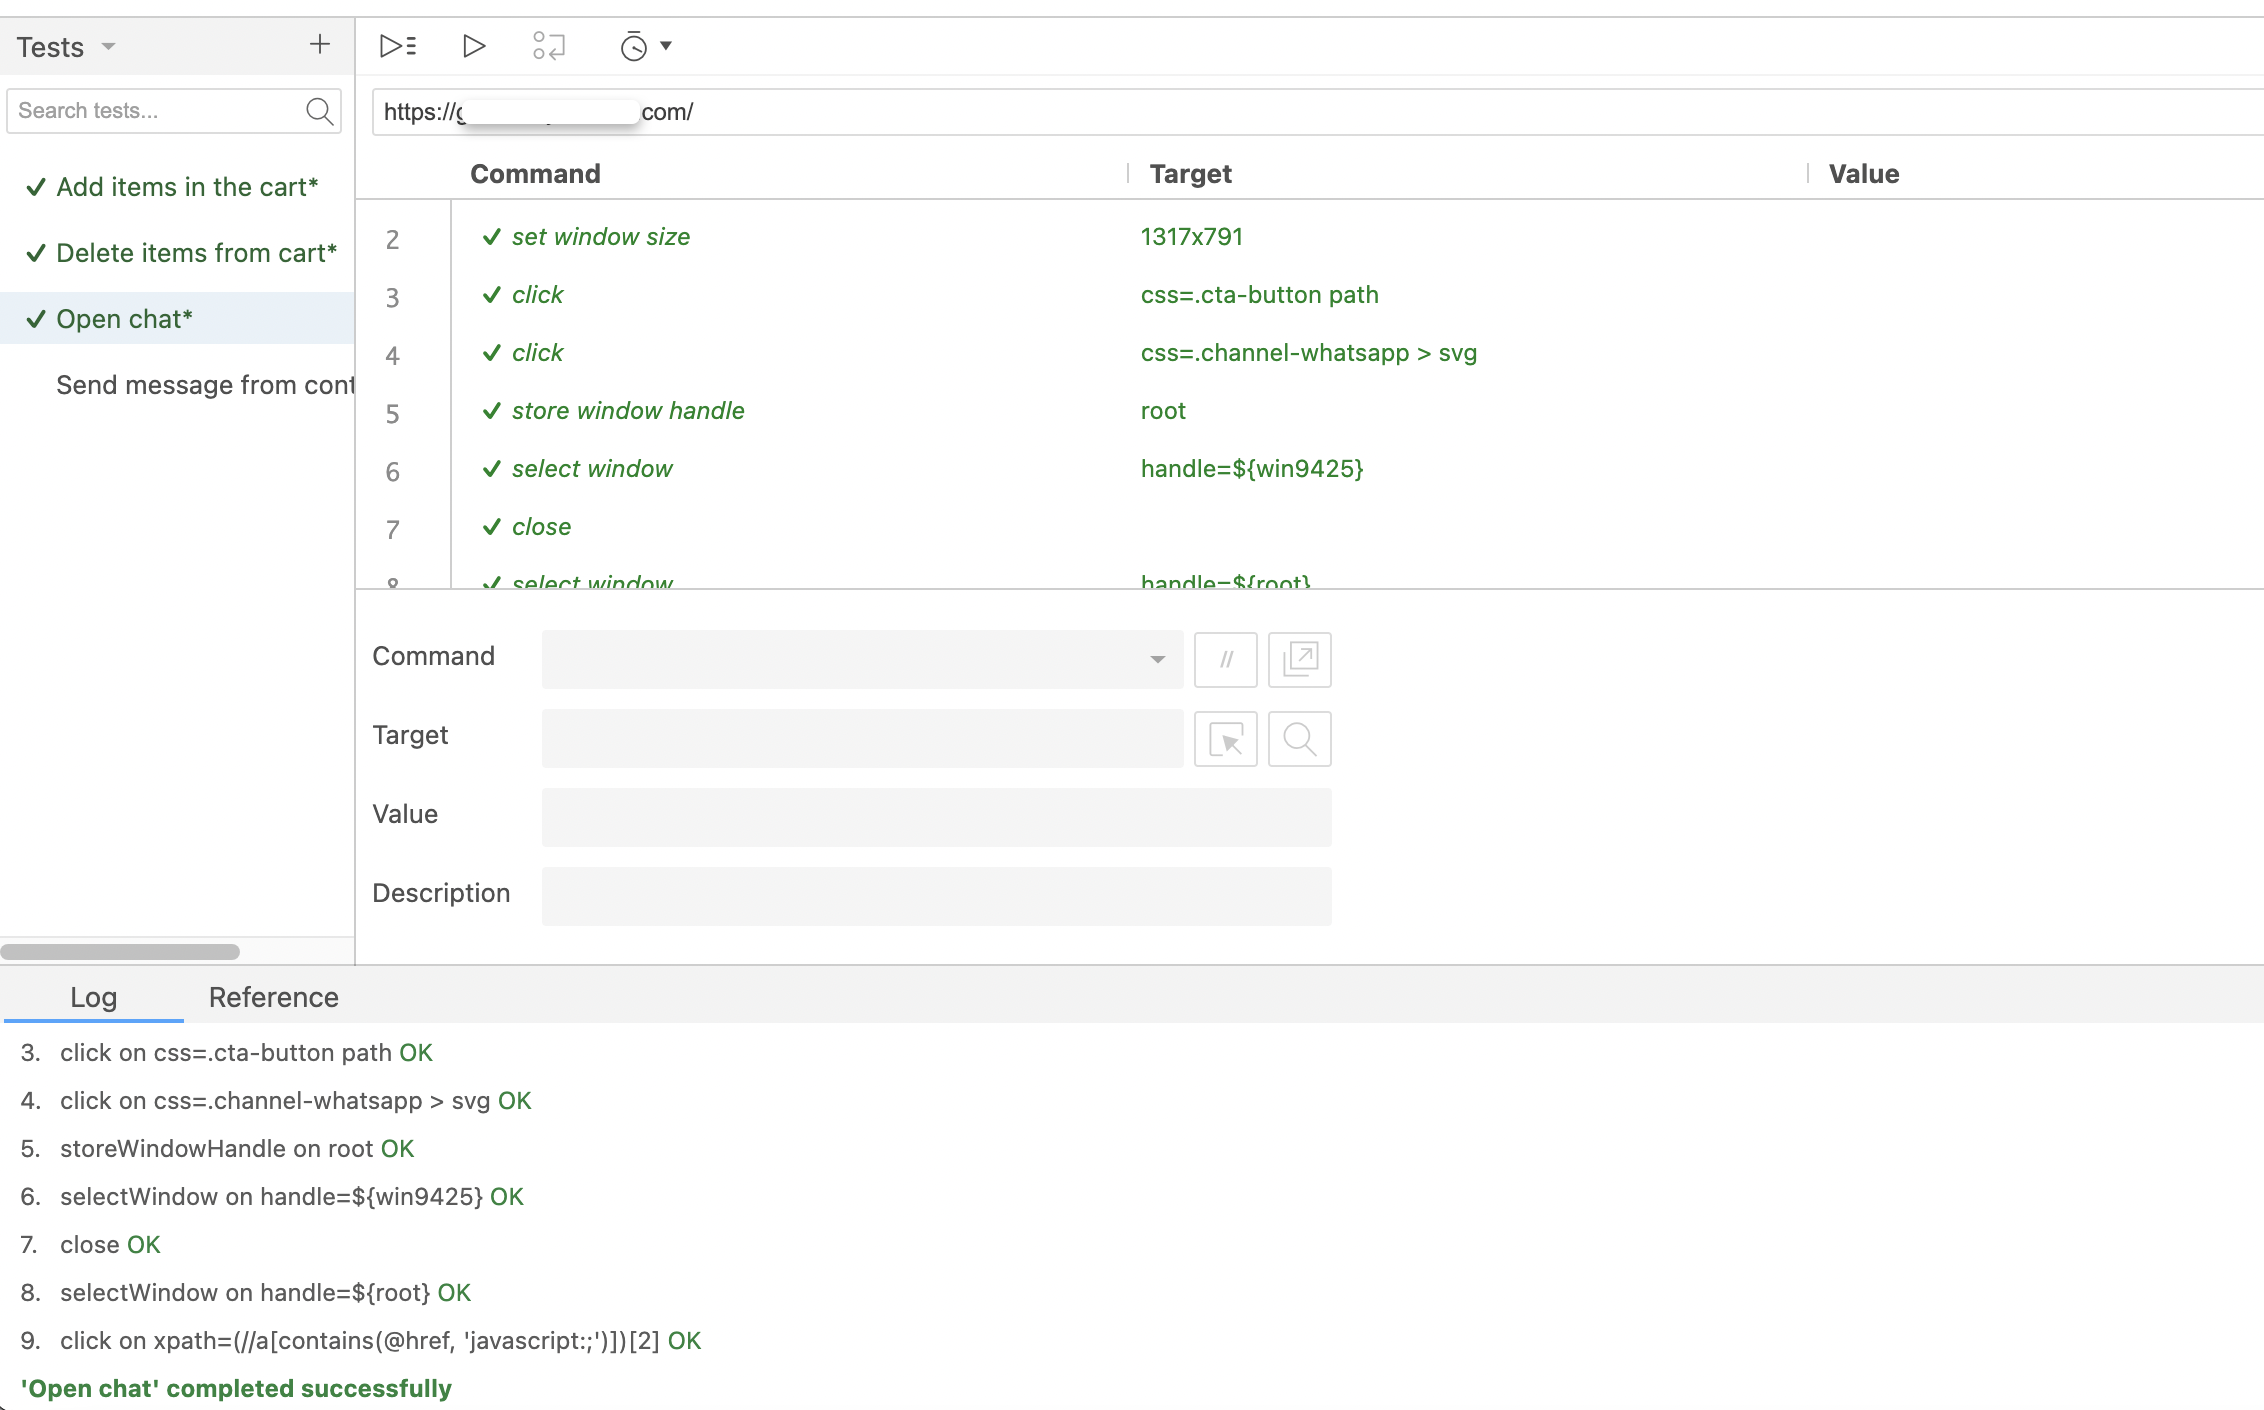 Tests
Search tests...
Add items in the cart*
Delete items from cart*
Open chat*
Send message from cont
https://g com/
Command Target Value
2 set window size 1317x791
3 click css=.cta-button path
4 click css=.channel-whatsapp > svg
5 store window handle root
6 select window handle=${win9425}
7 close
8 select window handle=${root}
Command
//
Target
Value
Description
Log Reference
3. click on css=.cta-button path OK
4. click on css=.channel-whatsapp > svg OK
5. storeWindowHandle on root OK
6. selectWindow on handle=${win9425} OK
7. close OK
8. selectWindow on handle=${root} OK
9. click on xpath=(//a[contains(@href, 'javascript:;')])[2] OK
'Open chat' completed successfully